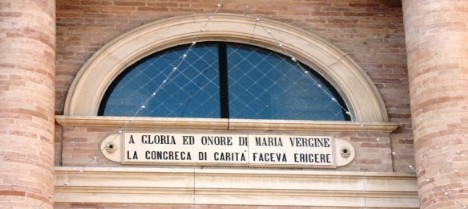 A GLORIA ED ONORE DI MARIA VERGINE
LA CONGREGA DI CARITÀ FACEVA ERIGERE